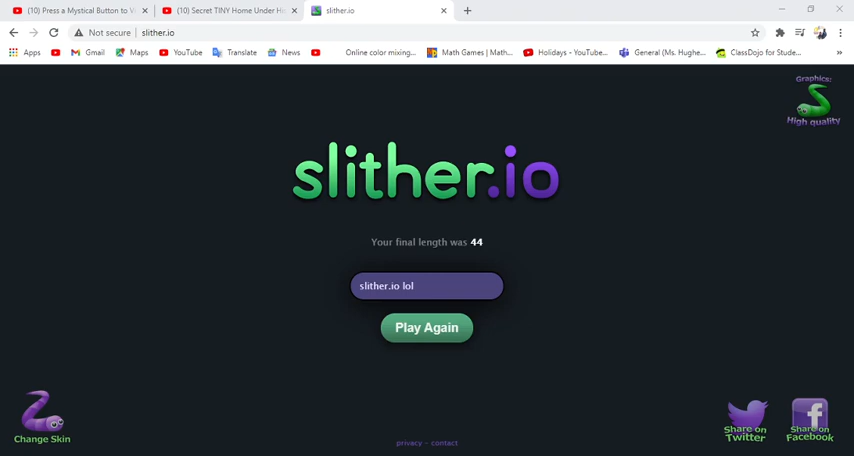 (10) Press a Mystical Button to V
(10) Secret TINY Home Under Hi
slither.io
Not secure
slither.io
Apps
Gmail
Maps
YouTube
Translate
News
Online color mixing...
Math Games | Math...
Holidays - YouTube...
General (Ms. Hughe...
ClassDojo for Stude...
»
Graphics:
High quality
slither.io
Your final length was 44
slither.io lol
Play Again
Change Skin
Share on
Twitter
Share on
Facebook
privacy - contact